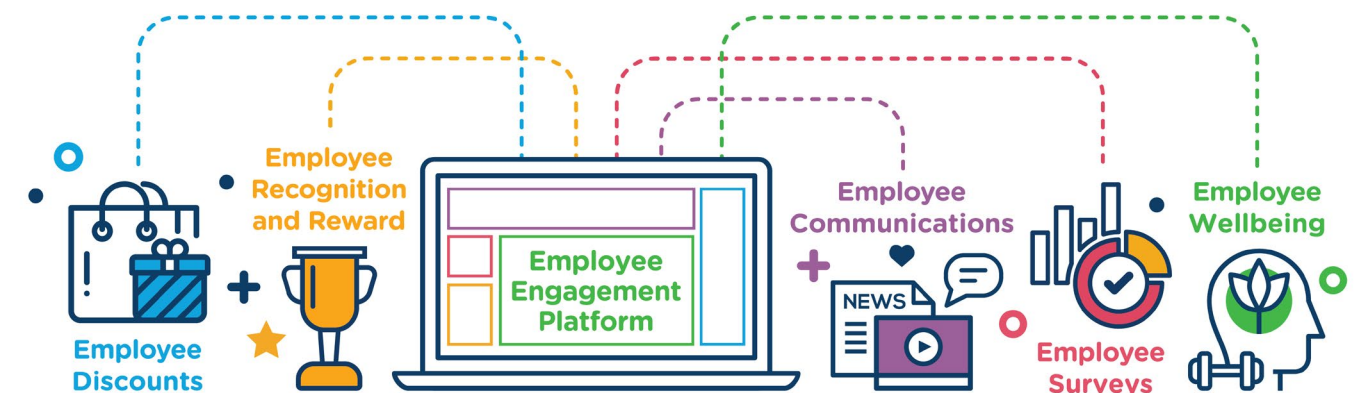 Employee
Discounts
Employee
Recognition
and Reward
Employee
Engagement
Platform
Employee
Communications
NEWS
Employee
Surveys
Employee
Wellbeing